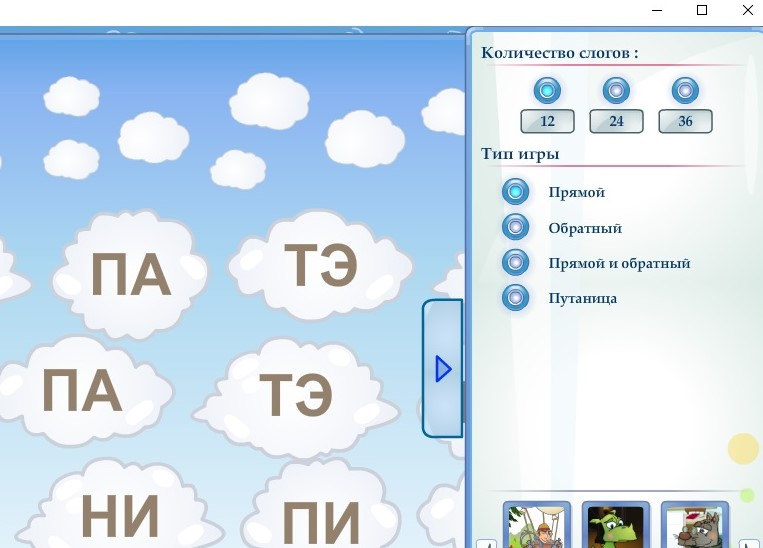 Количество слогов :
12 24 36
Тип игры
Прямой
Обратный
Прямой и обратный
Путаница
ПА ТЭ
ПА ТЭ
НИ ПИ